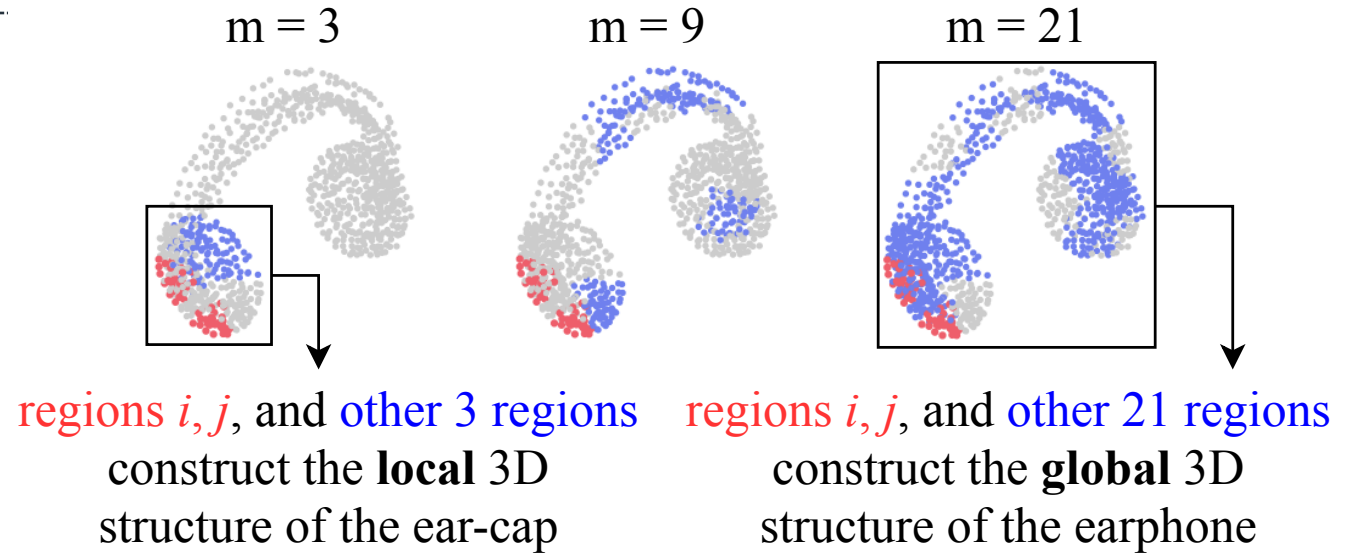 m = 3
m = 9
m = 21
regions i, j, and other 3 regions
construct the local 3D
structure of the ear-cap
regions i, j, and other 21 regions
construct the global 3D
structure of the earphone